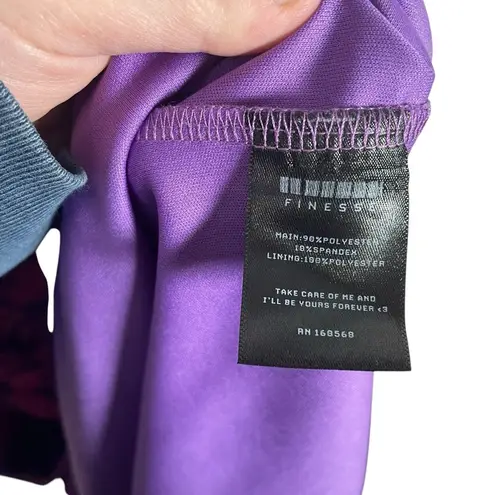 FINESSE
MAIN:90%POLYESTER
10%SPANDEX
LINING:100%POLYESTER
TAKE CARE OF ME AND
I'LL BE YOURS FOREVER <3
RN 160560